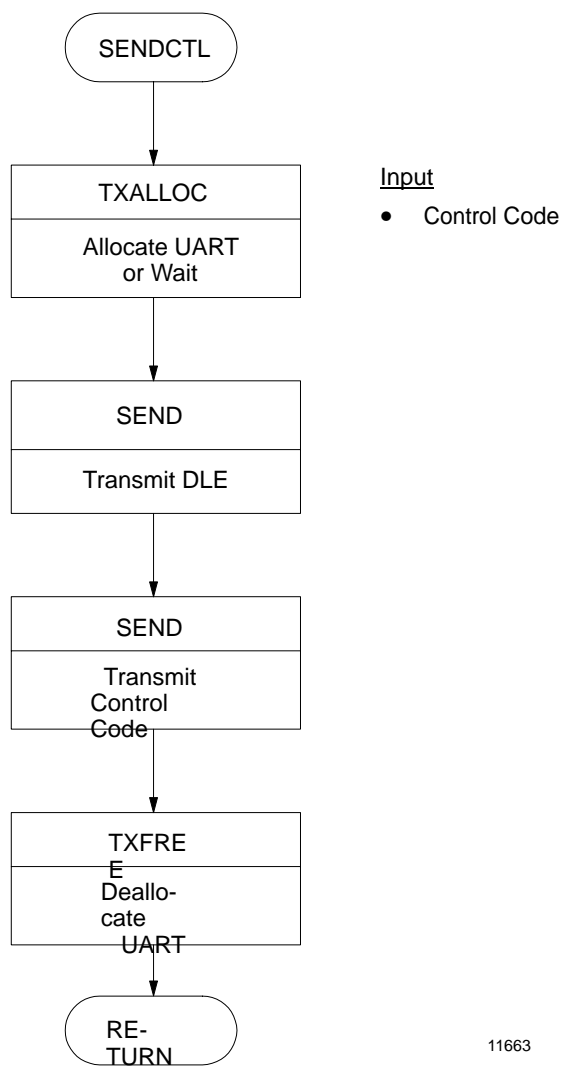 SENDCTL
TXALLOC
Allocate UART
or Wait
Input
• Control Code
SEND
Transmit DLE
SEND
Transmit
Control
Code
TXFRE
E
Deallo-
cate
UART
RE-
TURN
11663